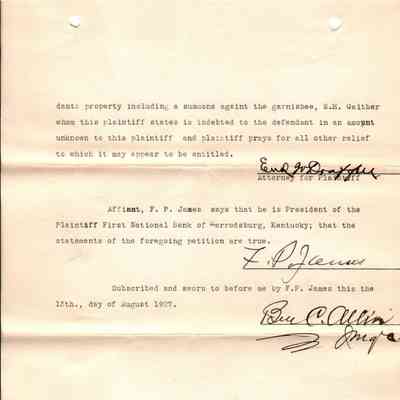 dants property including a summons againt the garnishee, E.H. Gaither
whom this plaintiff states is indebted to the defendant in an amount
unknown to this plaintiff and plaintiff prays for all other relief
to which it may appear to be entitled.
Attorney for Plaintiff
Affiant, F. P. James says that he is President of the
Plaintiff First National Bank of Harrodsburg, Kentucky; that the
statements of the foregoing petition are true.
F. P. James
Subscribed and sworn to before me by F.P. James this the
15th., day of August 1927.
Ben C. Allin